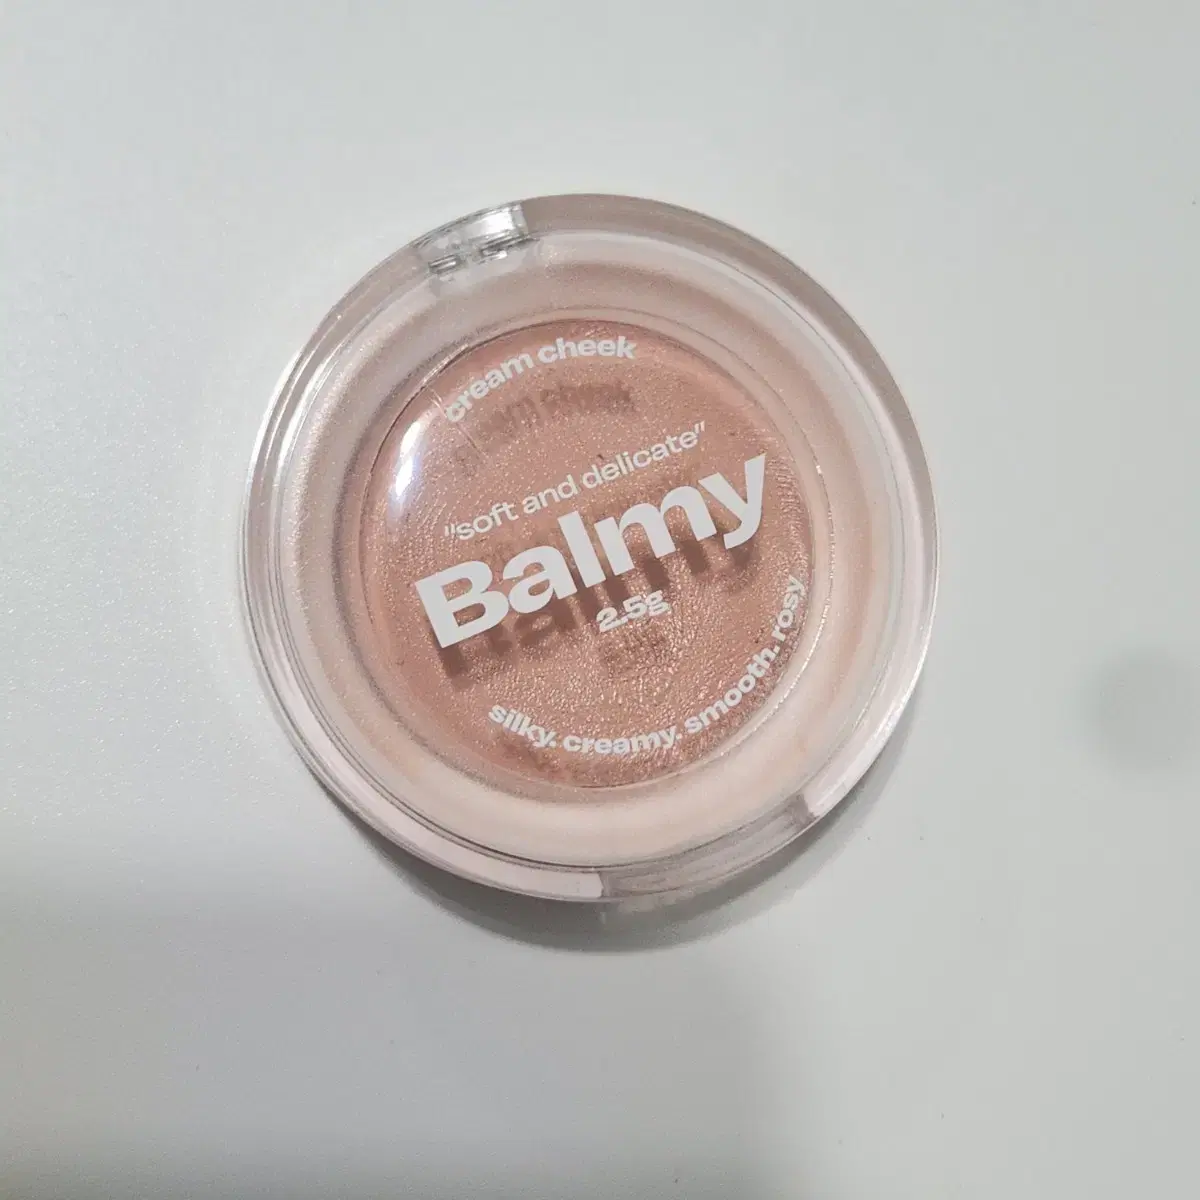 cream cheek
"soft and delicate"
Balmy
2.5g
silky. creamy. smooth. rosy